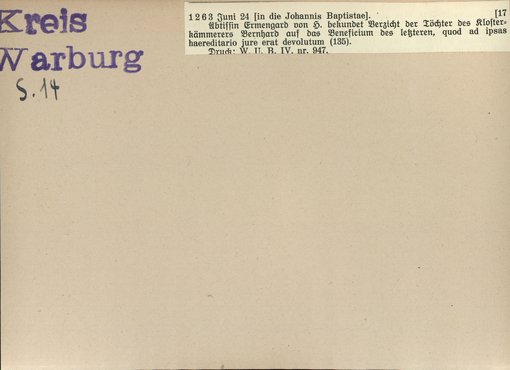 Kreis
Warburg
S. 14
1263 Juni 24 [in die Johannis Baptistae]. [17
Äbtissin Ermengard von H. bekundet Verzicht der Töchter des Kloster-
kämmerers Bernhard auf das Beneficium des letzteren, quod ad ipsas
haereditario jure erat devolutum (135).
Druck: W. U. B. IV. nr. 947.